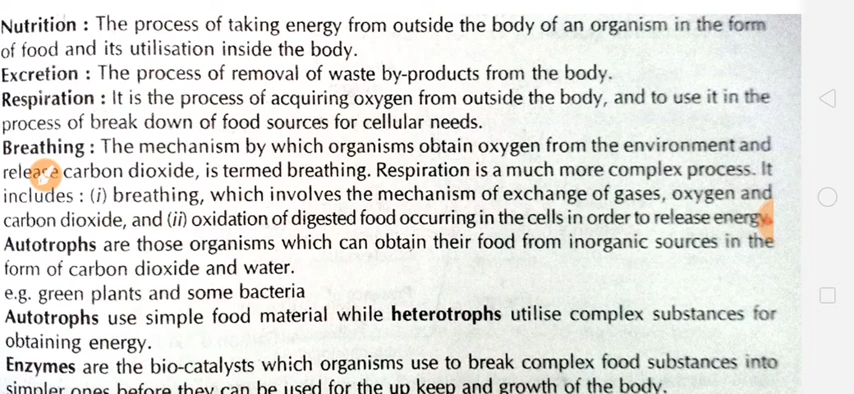 Nutrition : The process of taking energy from outside the body of an organism in the form
of food and its utilisation inside the body.
Excretion : The process of removal of waste by-products from the body.
Respiration : It is the process of acquiring oxygen from outside the body, and to use it in the
process of break down of food sources for cellular needs.
Breathing : The mechanism by which organisms obtain oxygen from the environment and
release carbon dioxide, is termed breathing. Respiration is a much more complex process. It
includes : (i) breathing, which involves the mechanism of exchange of gases, oxygen and
carbon dioxide, and (ii) oxidation of digested food occurring in the cells in order to release energy.
Autotrophs are those organisms which can obtain their food from inorganic sources in the
form of carbon dioxide and water.
e.g. green plants and some bacteria
Autotrophs use simple food material while heterotrophs utilise complex substances for
obtaining energy.
Enzymes are the bio-catalysts which organisms use to break complex food substances into
simpler ones before they can be used for the up keep and growth of the body.